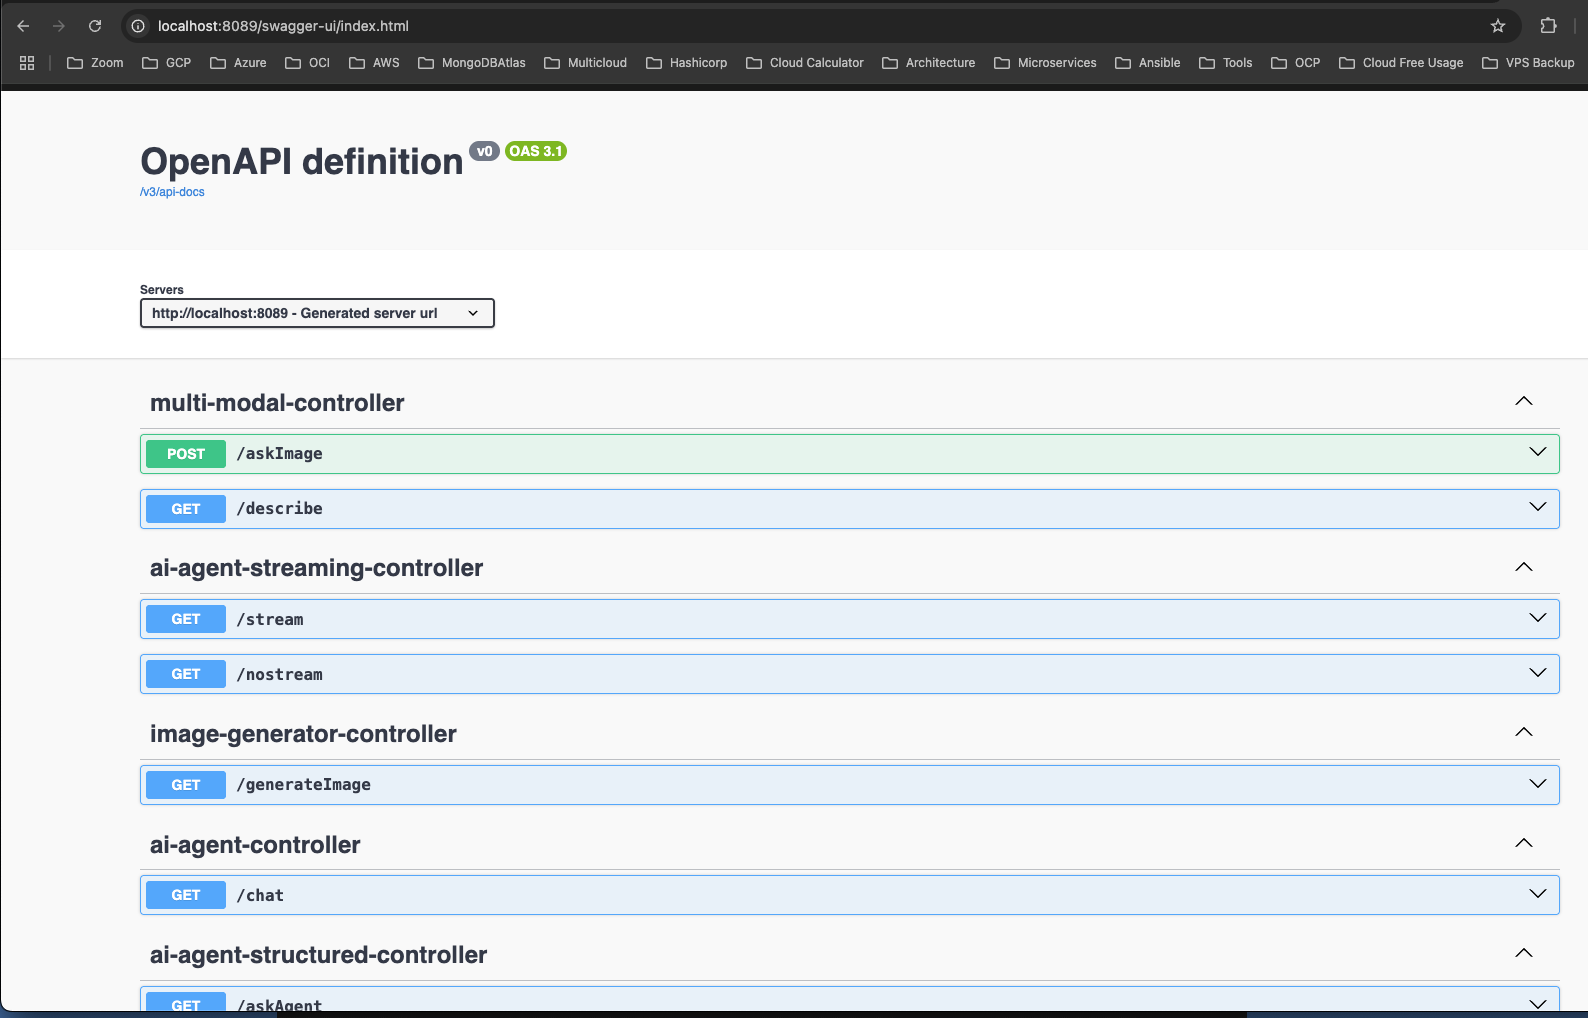 localhost:8089/swagger-ui/index.html
Zoom GCP Azure OCI AWS MongoDBAtlas Multicloud Hashicorp Cloud Calculator Architecture Microservices Ansible Tools OCP Cloud Free Usage VPS Backup
OpenAPI definition v0 OAS 3.1
/v3/api-docs
Servers
http://localhost:8089 - Generated server url
multi-modal-controller
POST /askImage
GET /describe
ai-agent-streaming-controller
GET /stream
GET /nostream
image-generator-controller
GET /generateImage
ai-agent-controller
GET /chat
ai-agent-structured-controller
GET /askAgent